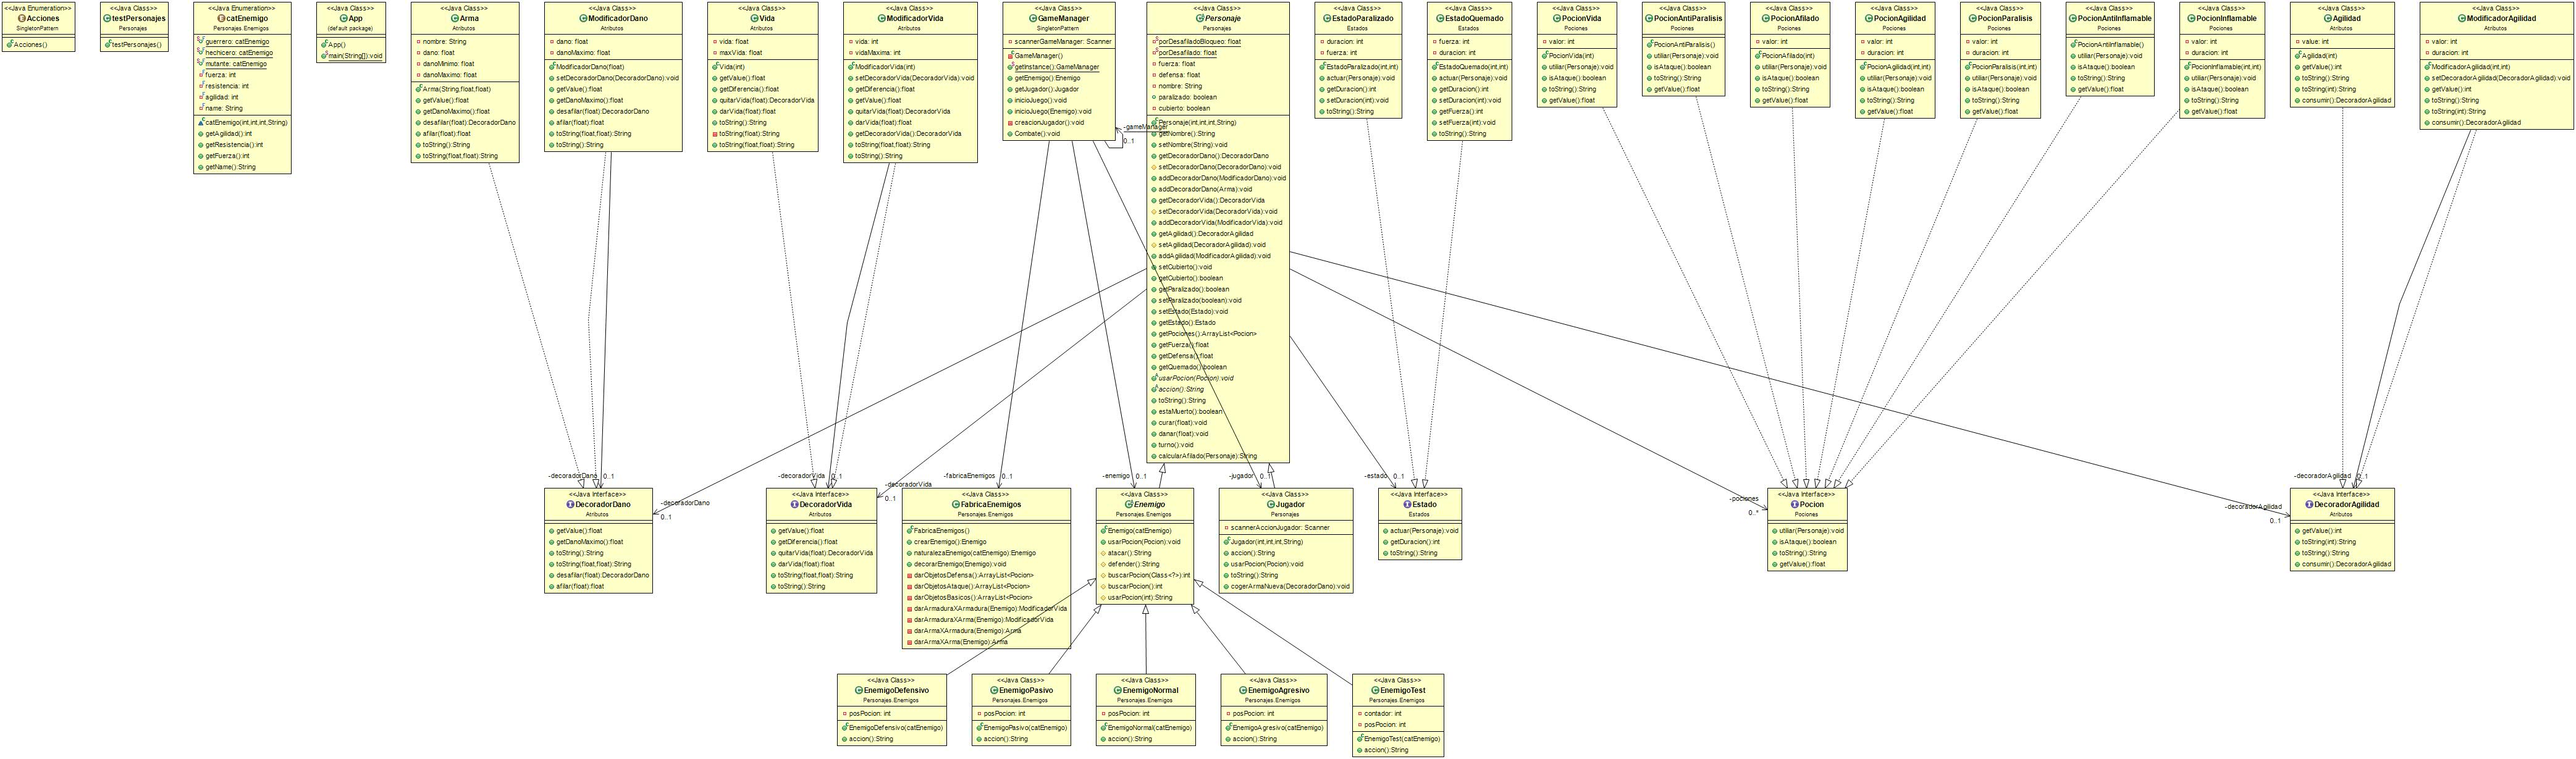 <<Java Enumeration>>
Acciones
SingletonPattern
Acciones()
<<Java Class>>
testPersonajes
Personajes
testPersonajes()
<<Java Enumeration>>
catEnemigo
Personajes.Enemigos
guerrero: catEnemigo
hechicero: catEnemigo
mutante: catEnemigo
fuerza: int
resistencia: int
agilidad: int
name: String
catEnemigo(int,int,int,String)
getAgilidad():int
getResistencia():int
getFuerza():int
getName():String
<<Java Class>>
App
(default package)
App()
main(String[]):void
<<Java Class>>
Arma
Atributos
nombre: String
dano: float
danoMinimo: float
danoMaximo: float
Arma(String,float,float)
getValue():float
getDanoMaximo():float
desafilar(float):DecoradorDano
afilar(float):float
toString():String
toString(float,float):String
<<Java Class>>
ModificadorDano
Atributos
dano: float
danoMaximo: float
ModificadorDano(float)
setDecoradorDano(DecoradorDano):void
getValue():float
getDanoMaximo():float
desafilar(float):DecoradorDano
afilar(float):float
toString(float,float):String
toString():String
<<Java Class>>
Vida
Atributos
vida: float
maxVida: float
Vida(int)
getValue():float
getDiferencia():float
quitarVida(float):DecoradorVida
darVida(float):float
toString():String
toString(float):String
toString(float,float):String
<<Java Class>>
ModificadorVida
Atributos
vida: int
vidaMaxima: int
ModificadorVida(int)
setDecoradorVida(DecoradorVida):void
getDiferencia():float
getValue():float
quitarVida(float):DecoradorVida
darVida(float):float
getDecoradorVida():DecoradorVida
toString(float,float):String
toString():String
<<Java Class>>
GameManager
SingletonPattern
scannerGameManager: Scanner
GameManager()
getInstance():GameManager
getEnemigo():Enemigo
getJugador():Jugador
inicioJuego():void
inicioJuego(Enemigo):void
creacionJugador():void
Combate():void
-gameManager
0..1
<<Java Class>>
Personaje
Personajes
porDesafiladoBloqueo: float
porDesafilado: float
fuerza: float
defensa: float
nombre: String
paralizado: boolean
cubierto: boolean
Personaje(int,int,int,String)
getNombre():String
setNombre(String):void
getDecoradorDano():DecoradorDano
setDecoradorDano(DecoradorDano):void
addDecoradorDano(ModificadorDano):void
addDecoradorDano(Arma):void
getDecoradorVida():DecoradorVida
setDecoradorVida(DecoradorVida):void
addDecoradorVida(ModificadorVida):void
getAgilidad():DecoradorAgilidad
setAgilidad(DecoradorAgilidad):void
addAgilidad(ModificadorAgilidad):void
setCubierto():void
getCubierto():boolean
getParalizado():boolean
setParalizado(boolean):void
setEstado(Estado):void
getEstado():Estado
getPociones():ArrayList<Pocion>
getFuerza():float
getDefensa():float
getQuemado():boolean
usarPocion(Pocion):void
accion():String
toString():String
estaMuerto():boolean
curar(float):void
danar(float):void
turno():void
calcularAfilado(Personaje):String
<<Java Class>>
EstadoParalizado
Estados
duracion: int
fuerza: int
EstadoParalizado(int,int)
actuar(Personaje):void
getDuracion():int
setDuracion(int):void
toString():String
<<Java Class>>
EstadoQuemado
Estados
fuerza: int
duracion: int
EstadoQuemado(int,int)
actuar(Personaje):void
getDuracion():int
setDuracion(int):void
getFuerza():int
setFuerza(int):void
toString():String
<<Java Class>>
PocionVida
Pociones
valor: int
PocionVida(int)
utiliar(Personaje):void
isAtaque():boolean
toString():String
getValue():float
<<Java Class>>
PocionAntiParalisis
Pociones
PocionAntiParalisis()
utiliar(Personaje):void
isAtaque():boolean
toString():String
getValue():float
<<Java Class>>
PocionAfilado
Pociones
valor: int
PocionAfilado(int)
utiliar(Personaje):void
isAtaque():boolean
toString():String
getValue():float
<<Java Class>>
PocionAgilidad
Pociones
valor: int
duracion: int
PocionAgilidad(int,int)
utiliar(Personaje):void
isAtaque():boolean
toString():String
getValue():float
<<Java Class>>
PocionParalisis
Pociones
valor: int
duracion: int
PocionParalisis(int,int)
utiliar(Personaje):void
isAtaque():boolean
toString():String
getValue():float
<<Java Class>>
PocionAntiInflamable
Pociones
PocionAntiInflamable()
utiliar(Personaje):void
isAtaque():boolean
toString():String
getValue():float
<<Java Class>>
PocionInflamable
Pociones
valor: int
duracion: int
PocionInflamable(int,int)
utiliar(Personaje):void
isAtaque():boolean
toString():String
getValue():float
<<Java Class>>
Agilidad
Atributos
value: int
Agilidad(int)
getValue():int
toString(int):String
toString():String
consumir():DecoradorAgilidad
<<Java Class>>
ModificadorAgilidad
Atributos
valor: int
duracion: int
ModificadorAgilidad(int,int)
setDecoradorAgilidad(DecoradorAgilidad):void
getValue():int
toString():String
toString(int):String
consumir():DecoradorAgilidad
-decoradorDano
0..1
<<Java Interface>>
DecoradorDano
Atributos
getValue():float
getDanoMaximo():float
toString():String
toString(float,float):String
desafilar(float):DecoradorDano
afilar(float):float
-decoradorDano
0..1
-decoradorVida
0..1
<<Java Interface>>
DecoradorVida
Atributos
getValue():float
getDiferencia():float
quitarVida(float):DecoradorVida
darVida(float):float
toString(float,float):String
toString():String
-decoradorVida
0..1
-fabricaEnemigos
0..1
<<Java Class>>
FabricaEnemigos
Personajes.Enemigos
FabricaEnemigos()
crearEnemigo():Enemigo
naturalezaEnemigo(catEnemigo):Enemigo
decorarEnemigo(Enemigo):void
darObjetosDefensa():ArrayList<Pocion>
darObjetosAtaque():ArrayList<Pocion>
darObjetosBasicos():ArrayList<Pocion>
darArmaduraXArmadura(Enemigo):ModificadorVida
darArmaduraXArma(Enemigo):ModificadorVida
darArmaXArmadura(Enemigo):Arma
darArmaXArma(Enemigo):Arma
-enemigo
0..1
<<Java Class>>
Enemigo
Personajes.Enemigos
Enemigo(catEnemigo)
usarPocion(Pocion):void
atacar():String
defender():String
buscarPocion(Class<?>):int
buscarPocion():int
usarPocion(int):String
-jugador
0..1
<<Java Class>>
Jugador
Personajes
scannerAccionJugador: Scanner
Jugador(int,int,int,String)
accion():String
usarPocion(Pocion):void
toString():String
cogerArmaNueva(DecoradorDano):void
-estado
0..1
<<Java Interface>>
Estado
Estados
actuar(Personaje):void
getDuracion():int
toString():String
-pociones
0..*
<<Java Interface>>
Pocion
Pociones
utiliar(Personaje):void
isAtaque():boolean
toString():String
getValue():float
-decoradorAgilidad
0..1
-decoradorAgilidad
0..1
<<Java Interface>>
DecoradorAgilidad
Atributos
getValue():int
toString(int):String
toString():String
consumir():DecoradorAgilidad
<<Java Class>>
EnemigoDefensivo
Personajes.Enemigos
posPocion: int
EnemigoDefensivo(catEnemigo)
accion():String
<<Java Class>>
EnemigoPasivo
Personajes.Enemigos
posPocion: int
EnemigoPasivo(catEnemigo)
accion():String
<<Java Class>>
EnemigoNormal
Personajes.Enemigos
posPocion: int
EnemigoNormal(catEnemigo)
accion():String
<<Java Class>>
EnemigoAgresivo
Personajes.Enemigos
posPocion: int
EnemigoAgresivo(catEnemigo)
accion():String
<<Java Class>>
EnemigoTest
Personajes.Enemigos
contador: int
posPocion: int
EnemigoTest(catEnemigo)
accion():String